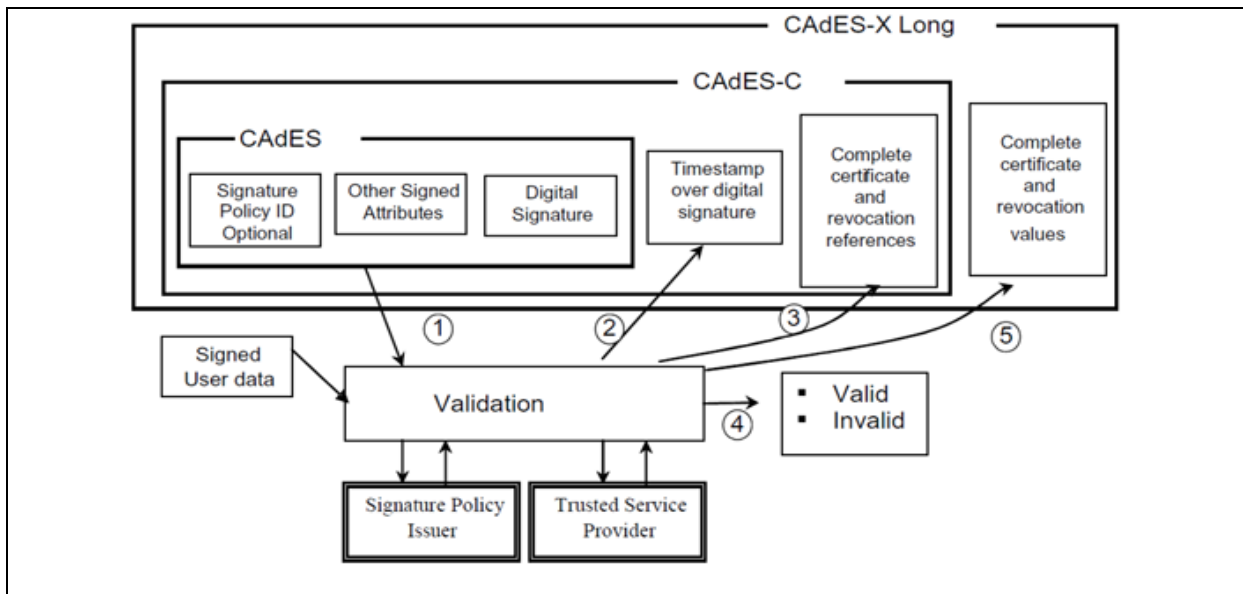 CAdES-X Long
CAdES-C
CAdES
Signature
Policy ID
Optional
Other Signed
Attributes
Digital
Signature
Timestamp
over digital
signature
Complete
certificate
and
revocation
references
Complete
certificate
and
revocation
values
1
2
3
5
Signed
User data
Validation
4
▪ Valid
▪ Invalid
Signature Policy
Issuer
Trusted Service
Provider